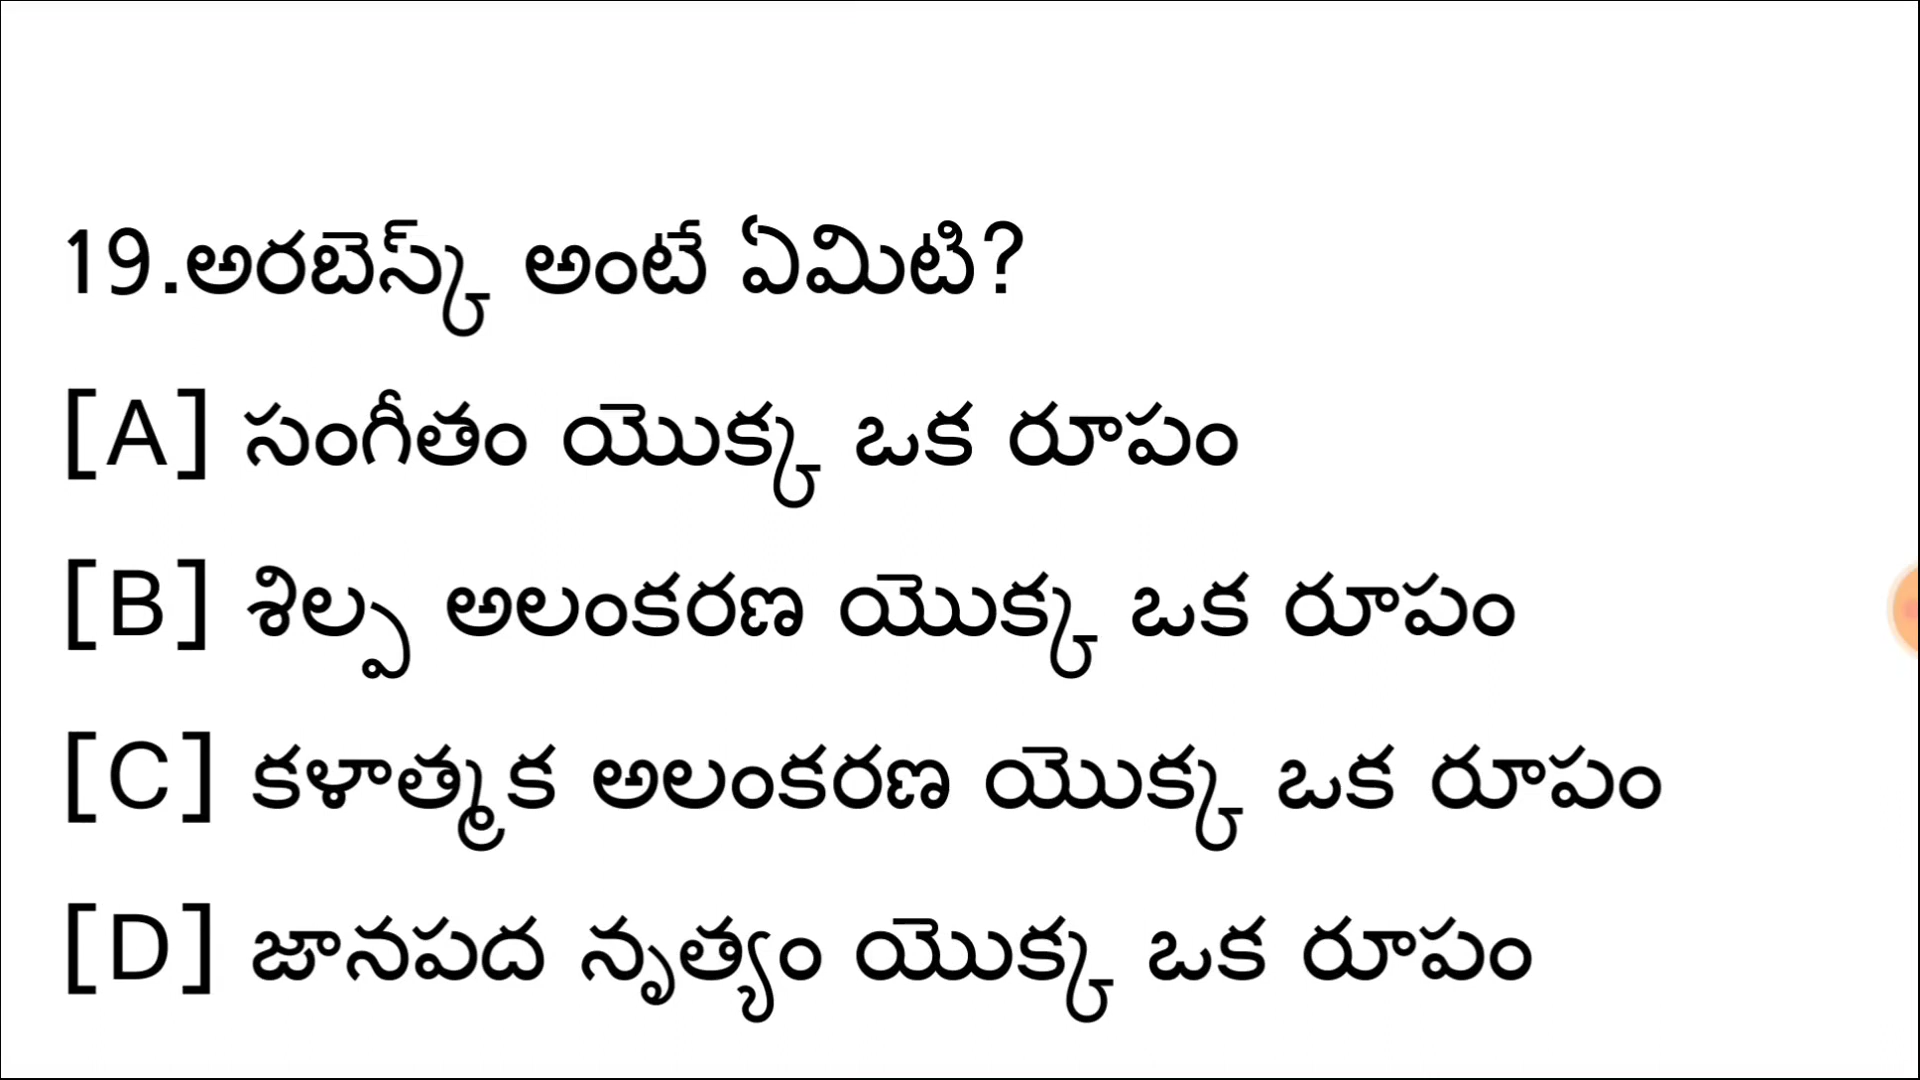 19.అరబెస్క్ అంటే ఏమిటి?
[A] సంగీతం యొక్క ఒక రూపం
[B] శిల్ప అలంకరణ యొక్క ఒక రూపం
[C] కళాత్మక అలంకరణ యొక్క ఒక రూపం
[D] జానపద నృత్యం యొక్క ఒక రూపం